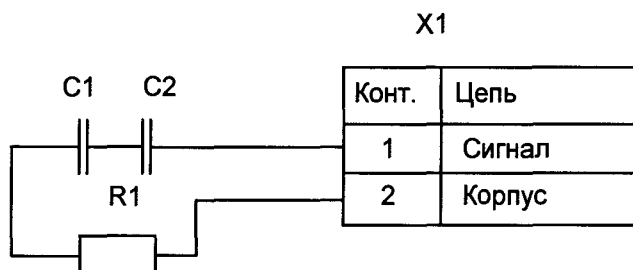 X1
C1 C2
Конт. Цепь
1 Сигнал
R1
2 Корпус